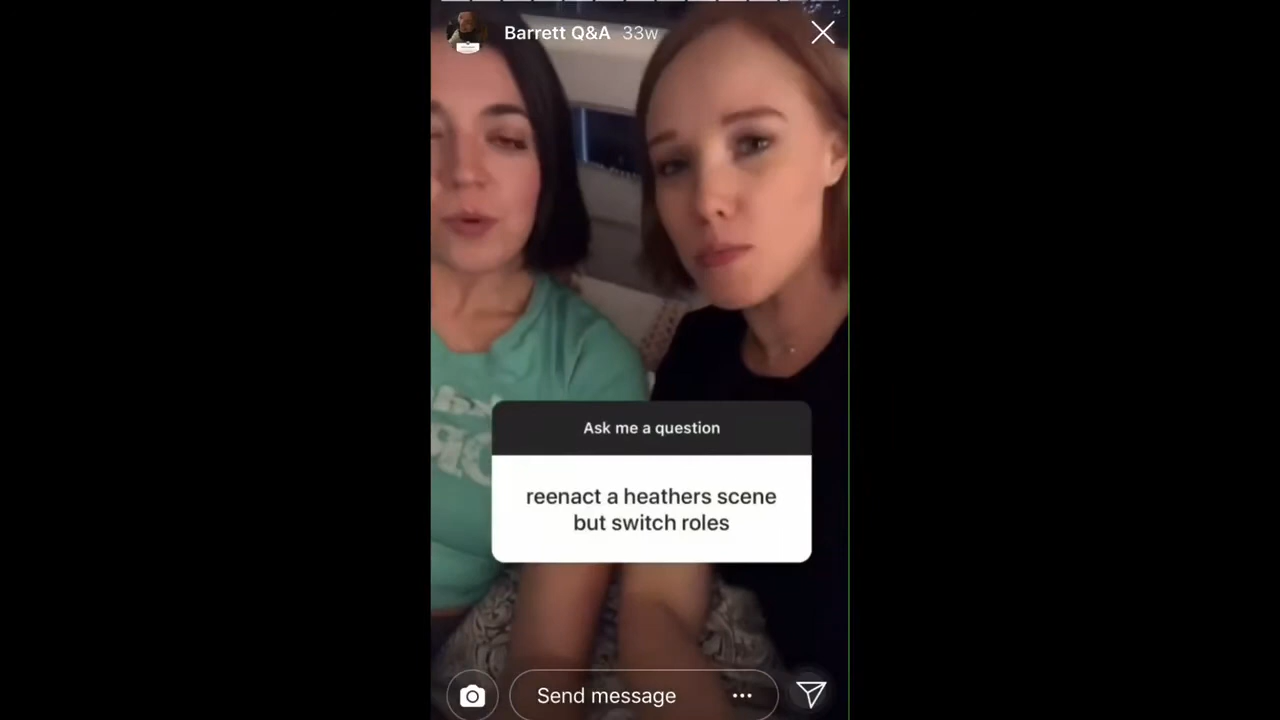 Barrett Q&A 33w
Ask me a question
reenact a heathers scene
but switch roles
Send message